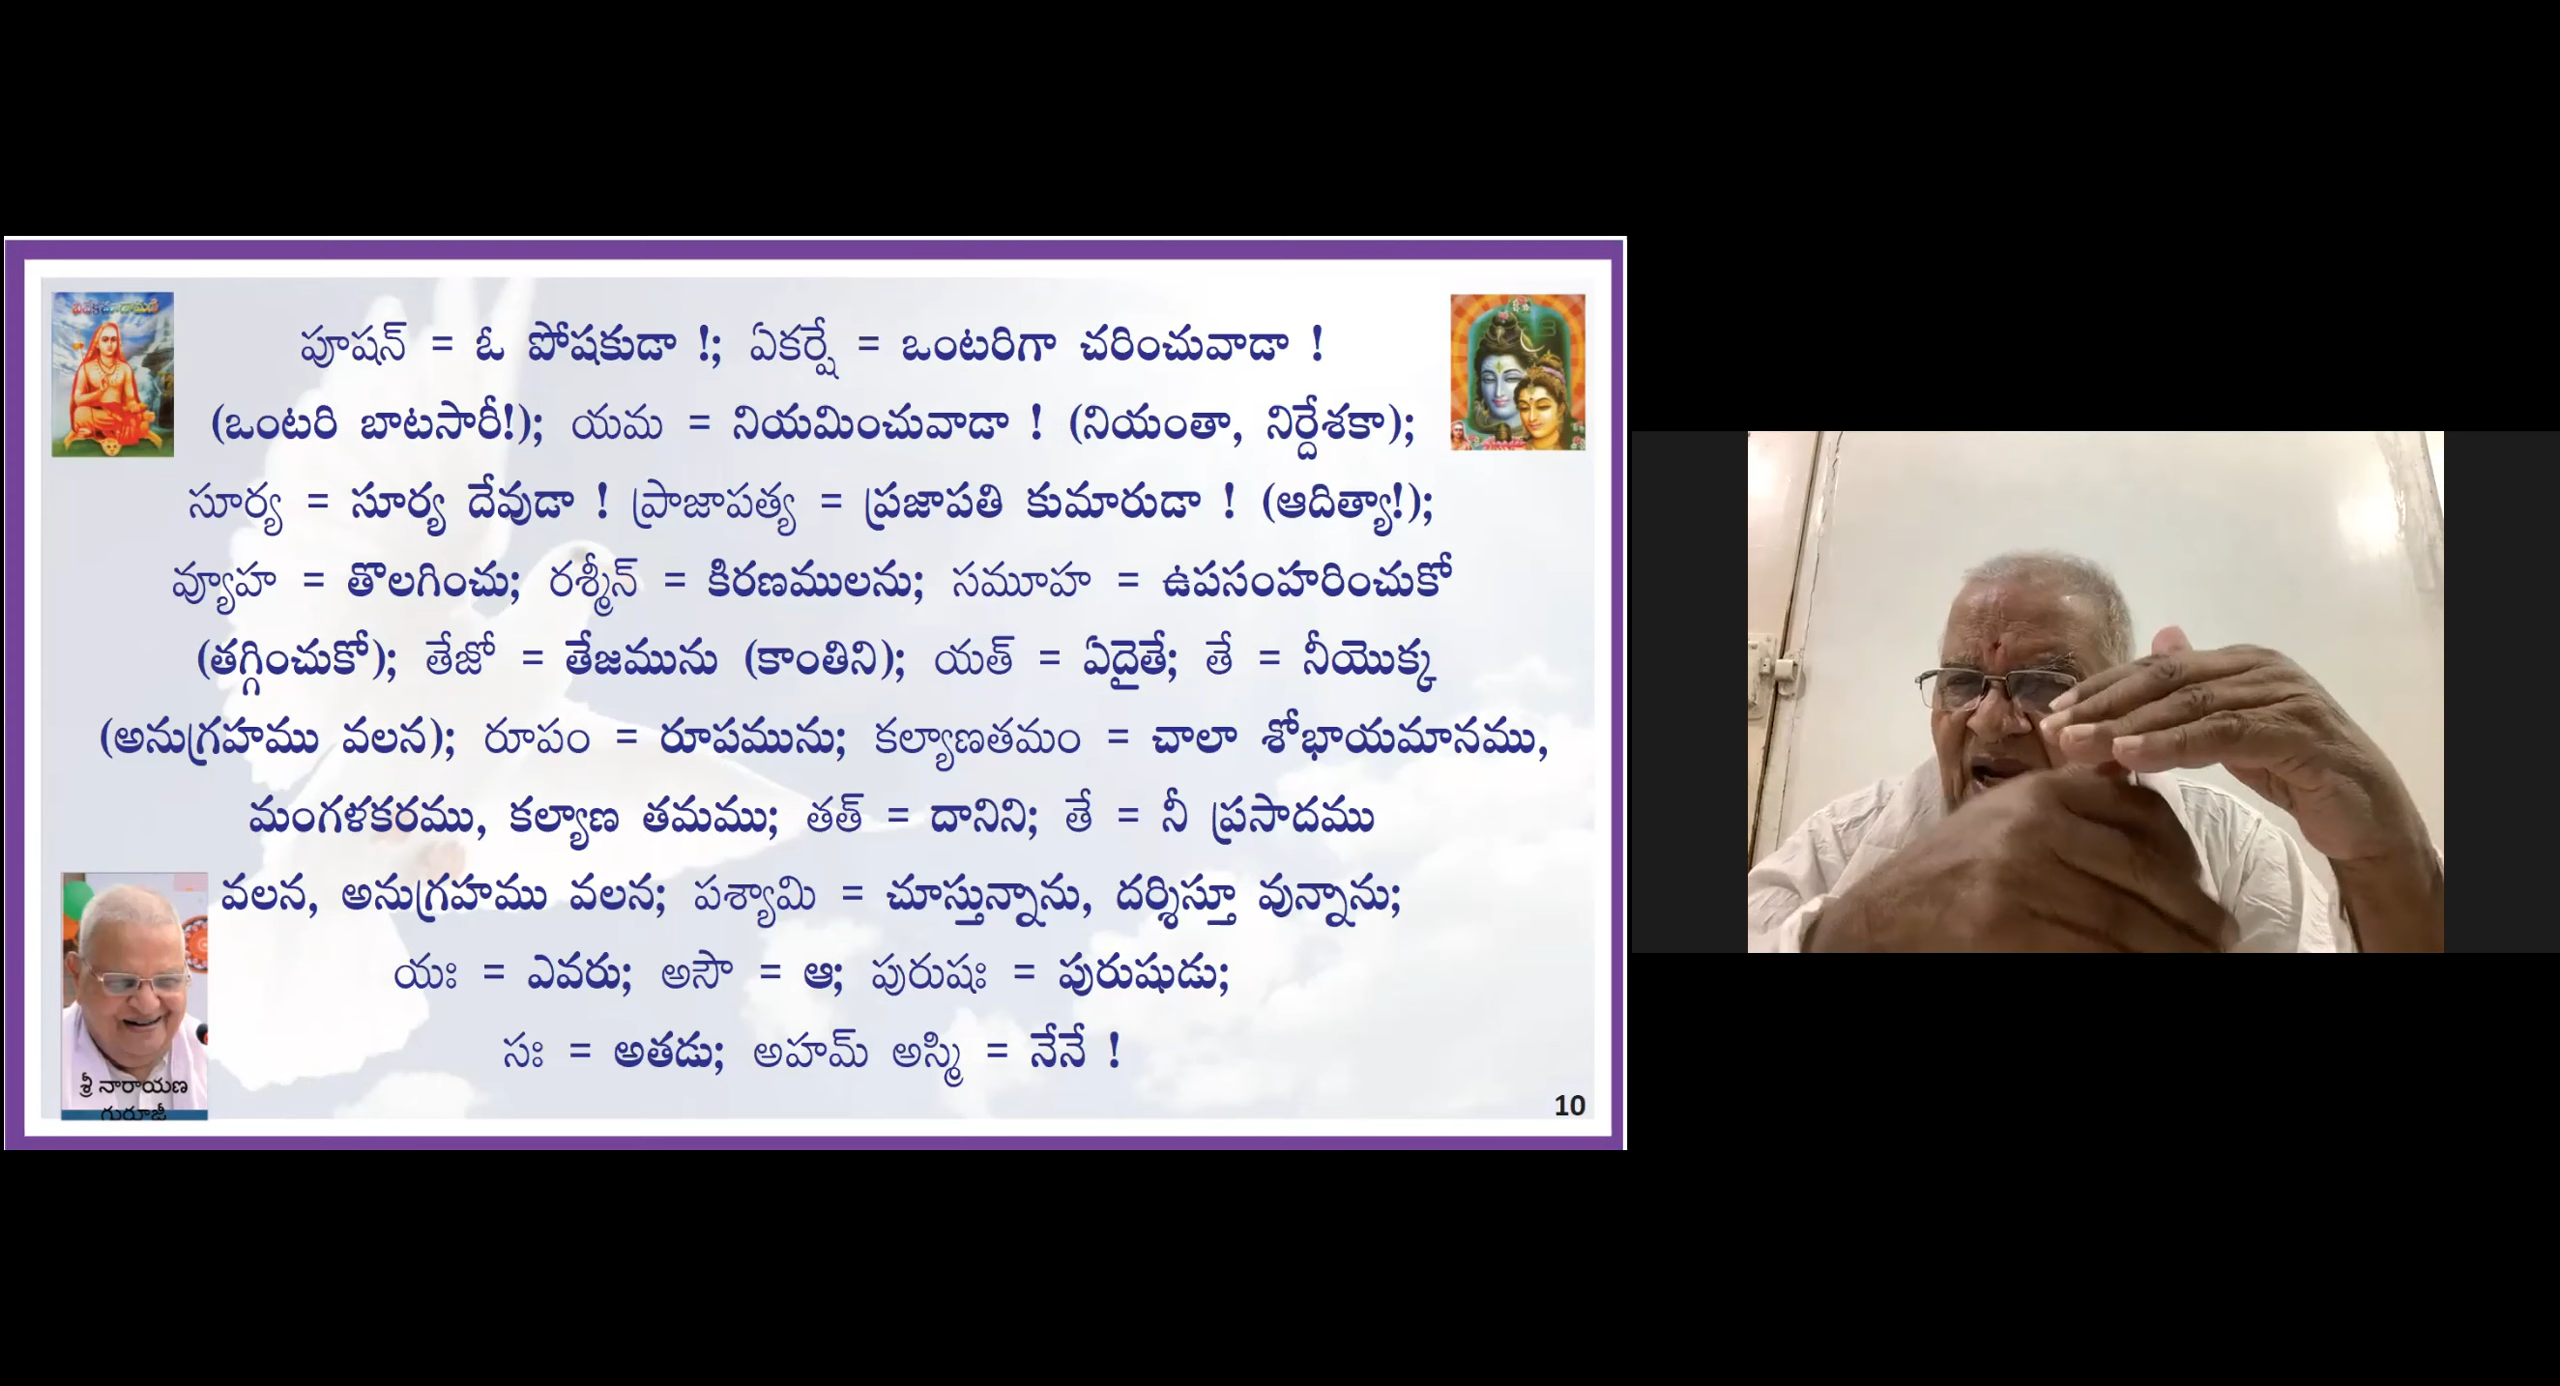 వివేకచూడామణి
పూషన్ = ఓ పోషకుడా !; ఏకర్షే = ఒంటరిగా చరించువాడా !
(ఒంటరి బాటసారీ!); యమ = నియమించువాడా ! (నియంతా, నిర్దేశకా);
సూర్య = సూర్య దేవుడా ! ప్రాజాపత్య = ప్రజాపతి కుమారుడా ! (ఆదిత్యా!);
వ్యూహ = తొలగించు; రశ్మీన్ = కిరణములను; సమూహ = ఉపసంహరించుకో
(తగ్గించుకో); తేజో = తేజమును (కాంతిని); యత్ = ఏదైతే; తే = నీయొక్క
(అనుగ్రహము వలన); రూపం = రూపమును; కల్యాణతమం = చాలా శోభాయమానము,
మంగళకరము, కల్యాణ తమము; తత్ = దానిని; తే = నీ ప్రసాదము
వలన, అనుగ్రహము వలన; పశ్యామి = చూస్తున్నాను, దర్శిస్తూ వున్నాను;
యః = ఎవరు; అసౌ = ఆ; పురుషః = పురుషుడు;
సః = అతడు; అహమ్ అస్మి = నేనే !
శ్రీ నారాయణ
గురూజీ
10